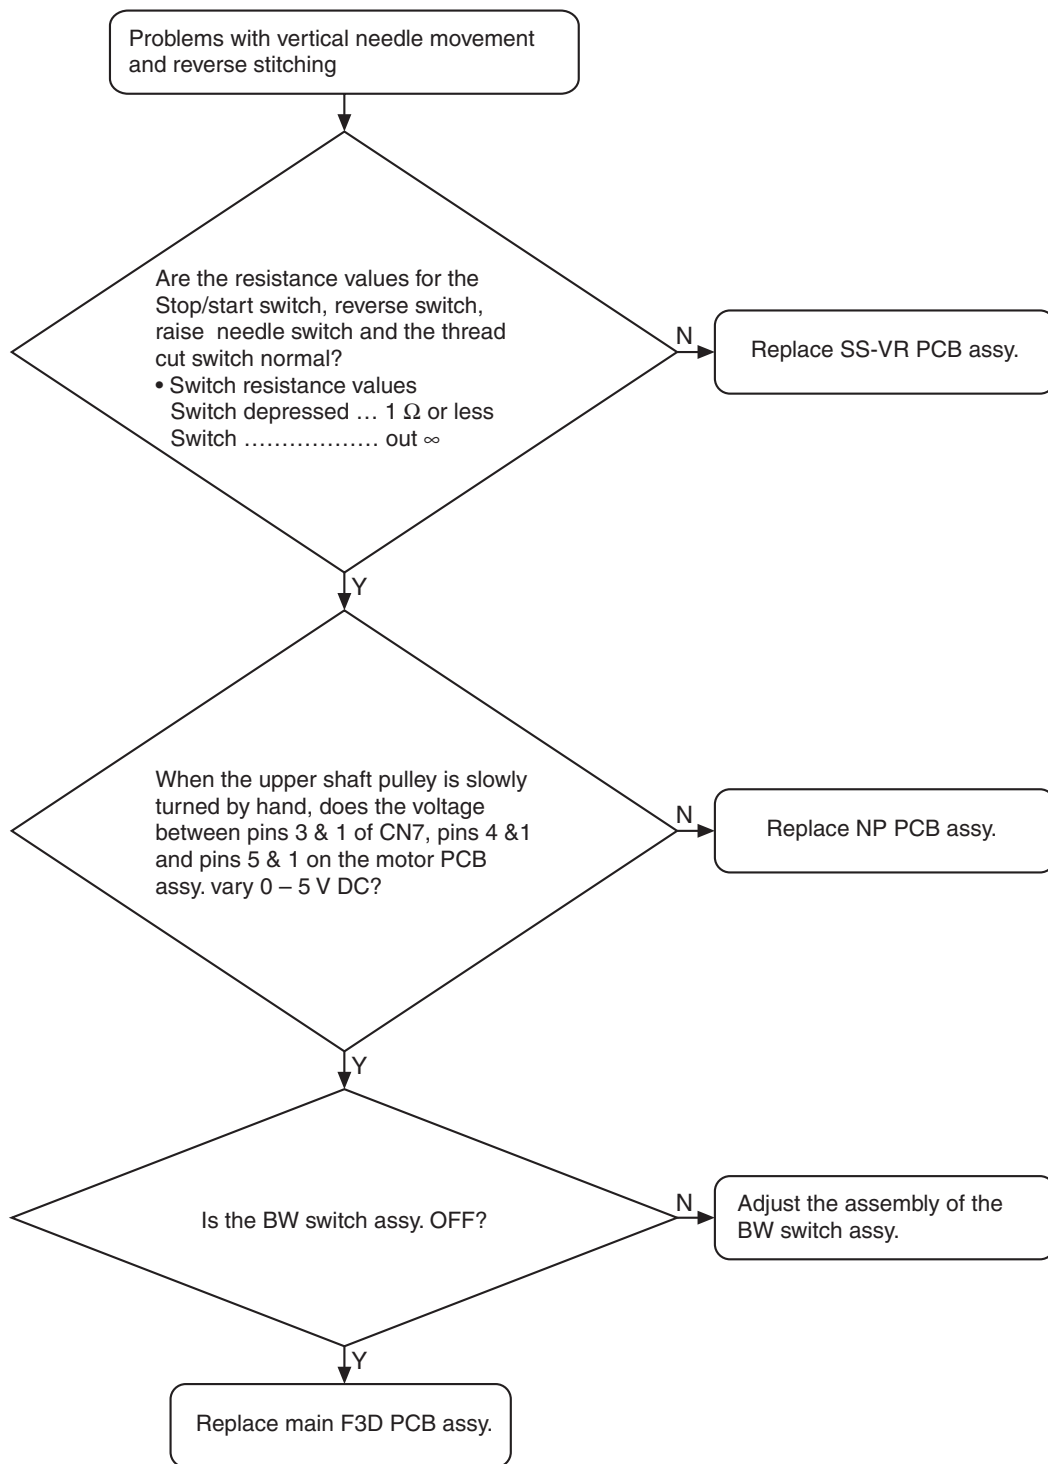 Problems with vertical needle movement
and reverse stitching
Are the resistance values for the
Stop/start switch, reverse switch,
raise needle switch and the thread
cut switch normal?
• Switch resistance values
Switch depressed … 1 Ω or less
Switch ……………… out ∞
N
Replace SS-VR PCB assy.
Y
When the upper shaft pulley is slowly
turned by hand, does the voltage
between pins 3 & 1 of CN7, pins 4 &1
and pins 5 & 1 on the motor PCB
assy. vary 0 – 5 V DC?
N
Replace NP PCB assy.
Y
Is the BW switch assy. OFF?
N
Adjust the assembly of the
BW switch assy.
Y
Replace main F3D PCB assy.